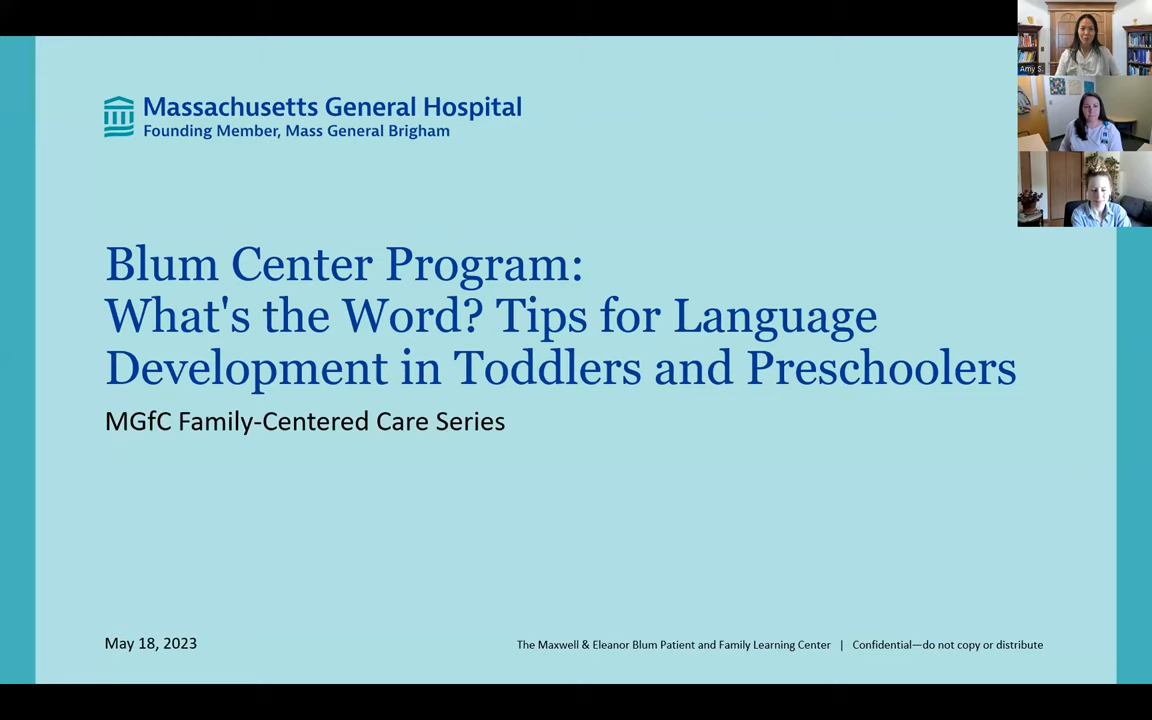 Massachusetts General Hospital
Founding Member, Mass General Brigham
Amy S.
Blum Center Program:
What's the Word? Tips for Language
Development in Toddlers and Preschoolers
MGfC Family-Centered Care Series
May 18, 2023
The Maxwell & Eleanor Blum Patient and Family Learning Center | Confidential—do not copy or distribute